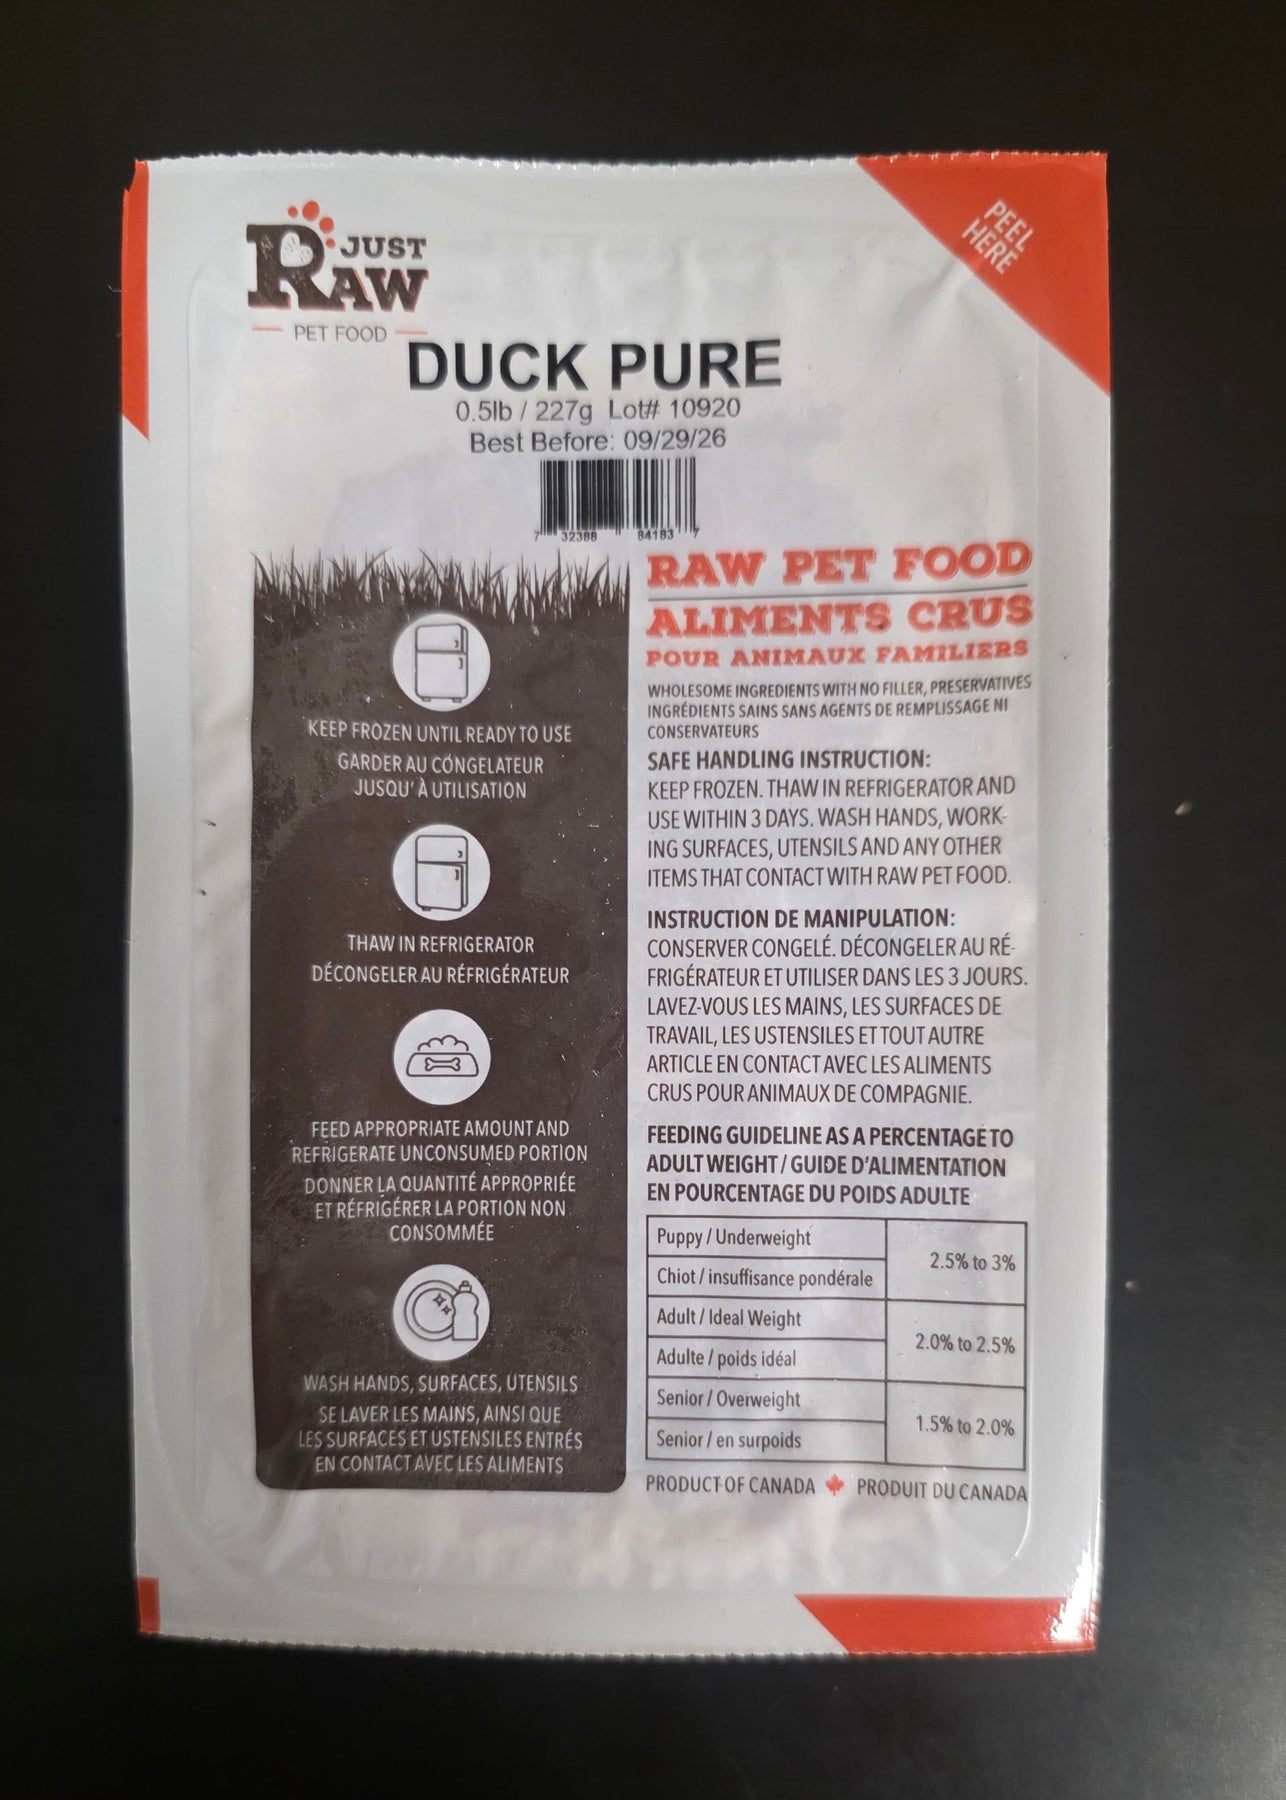 PEEL
HERE
JUST
RAW
PET FOOD
DUCK PURE
0.5lb / 227g Lot# 10920
Best Before: 09/29/26
7 32388 84183 7
RAW PET FOOD
ALIMENTS CRUS
POUR ANIMAUX FAMILIERS
WHOLESOME INGREDIENTS WITH NO FILLER, PRESERVATIVES
INGRÉDIENTS SAINS SANS AGENTS DE REMPLISSAGE NI
CONSERVATEURS
SAFE HANDLING INSTRUCTION:
KEEP FROZEN. THAW IN REFRIGERATOR AND
USE WITHIN 3 DAYS. WASH HANDS, WORK-
ING SURFACES, UTENSILS AND ANY OTHER
ITEMS THAT CONTACT WITH RAW PET FOOD.
INSTRUCTION DE MANIPULATION:
CONSERVER CONGELÉ. DÉCONGELER AU RÉ-
FRIGÉRATEUR ET UTILISER DANS LES 3 JOURS.
LAVEZ-VOUS LES MAINS, LES SURFACES DE
TRAVAIL, LES USTENSILES ET TOUT AUTRE
ARTICLE EN CONTACT AVEC LES ALIMENTS
CRUS POUR ANIMAUX DE COMPAGNIE.
FEEDING GUIDELINE AS A PERCENTAGE TO
ADULT WEIGHT / GUIDE D'ALIMENTATION
EN POURCENTAGE DU POIDS ADULTE
Puppy / Underweight
Chiot / insuffisance pondérale
2.5% to 3%
Adult / Ideal Weight
Adulte / poids idéal
2.0% to 2.5%
Senior / Overweight
Senior / en surpoids
1.5% to 2.0%
PRODUCT OF CANADA PRODUIT DU CANADA
KEEP FROZEN UNTIL READY TO USE
GARDER AU CONGELATEUR
JUSQU' À UTILISATION
THAW IN REFRIGERATOR
DÉCONGELER AU RÉFRIGÉRATEUR
FEED APPROPRIATE AMOUNT AND
REFRIGERATE UNCONSUMED PORTION
DONNER LA QUANTITÉ APPROPRIÉE
ET RÉFRIGÉRER LA PORTION NON
CONSOMMÉE
WASH HANDS, SURFACES, UTENSILS
SE LAVER LES MAINS, AINSI QUE
LES SURFACES ET USTENSILES ENTRÉS
EN CONTACT AVEC LES ALIMENTS